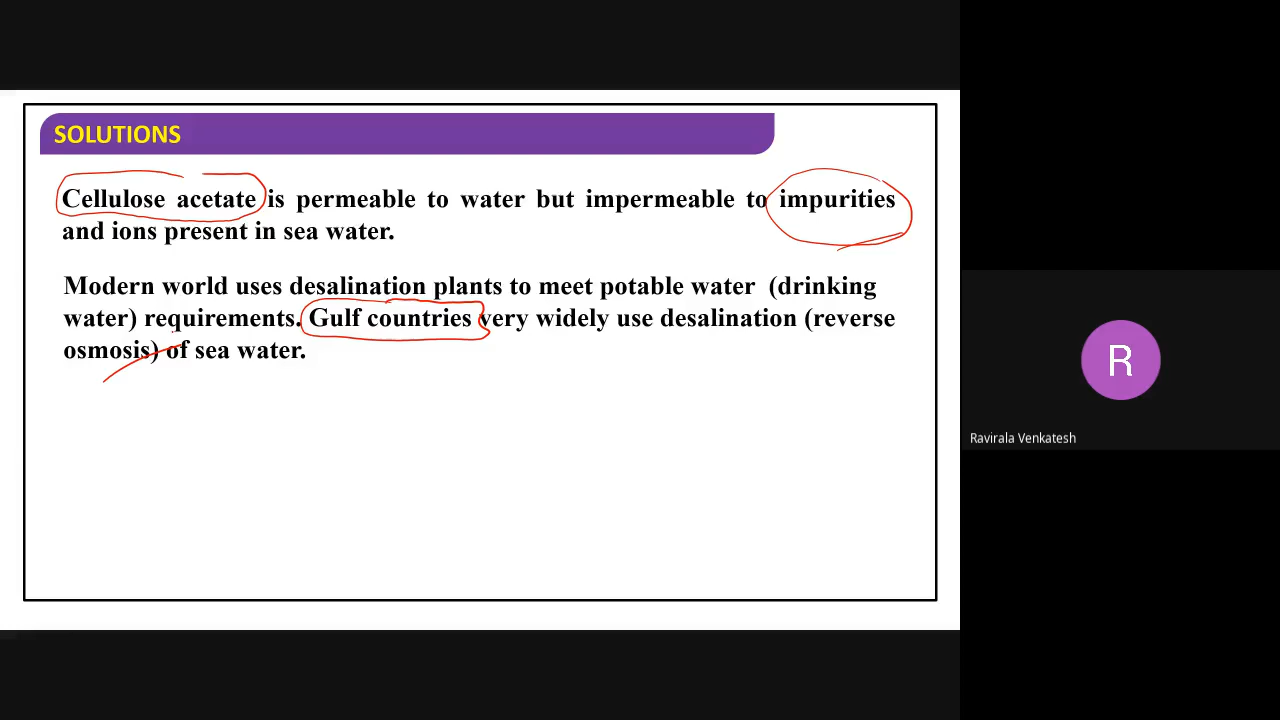 SOLUTIONS
Cellulose acetate is permeable to water but impermeable to impurities
and ions present in sea water.
Modern world uses desalination plants to meet potable water (drinking
water) requirements. Gulf countries very widely use desalination (reverse
osmosis) of sea water.
R
Ravirala Venkatesh